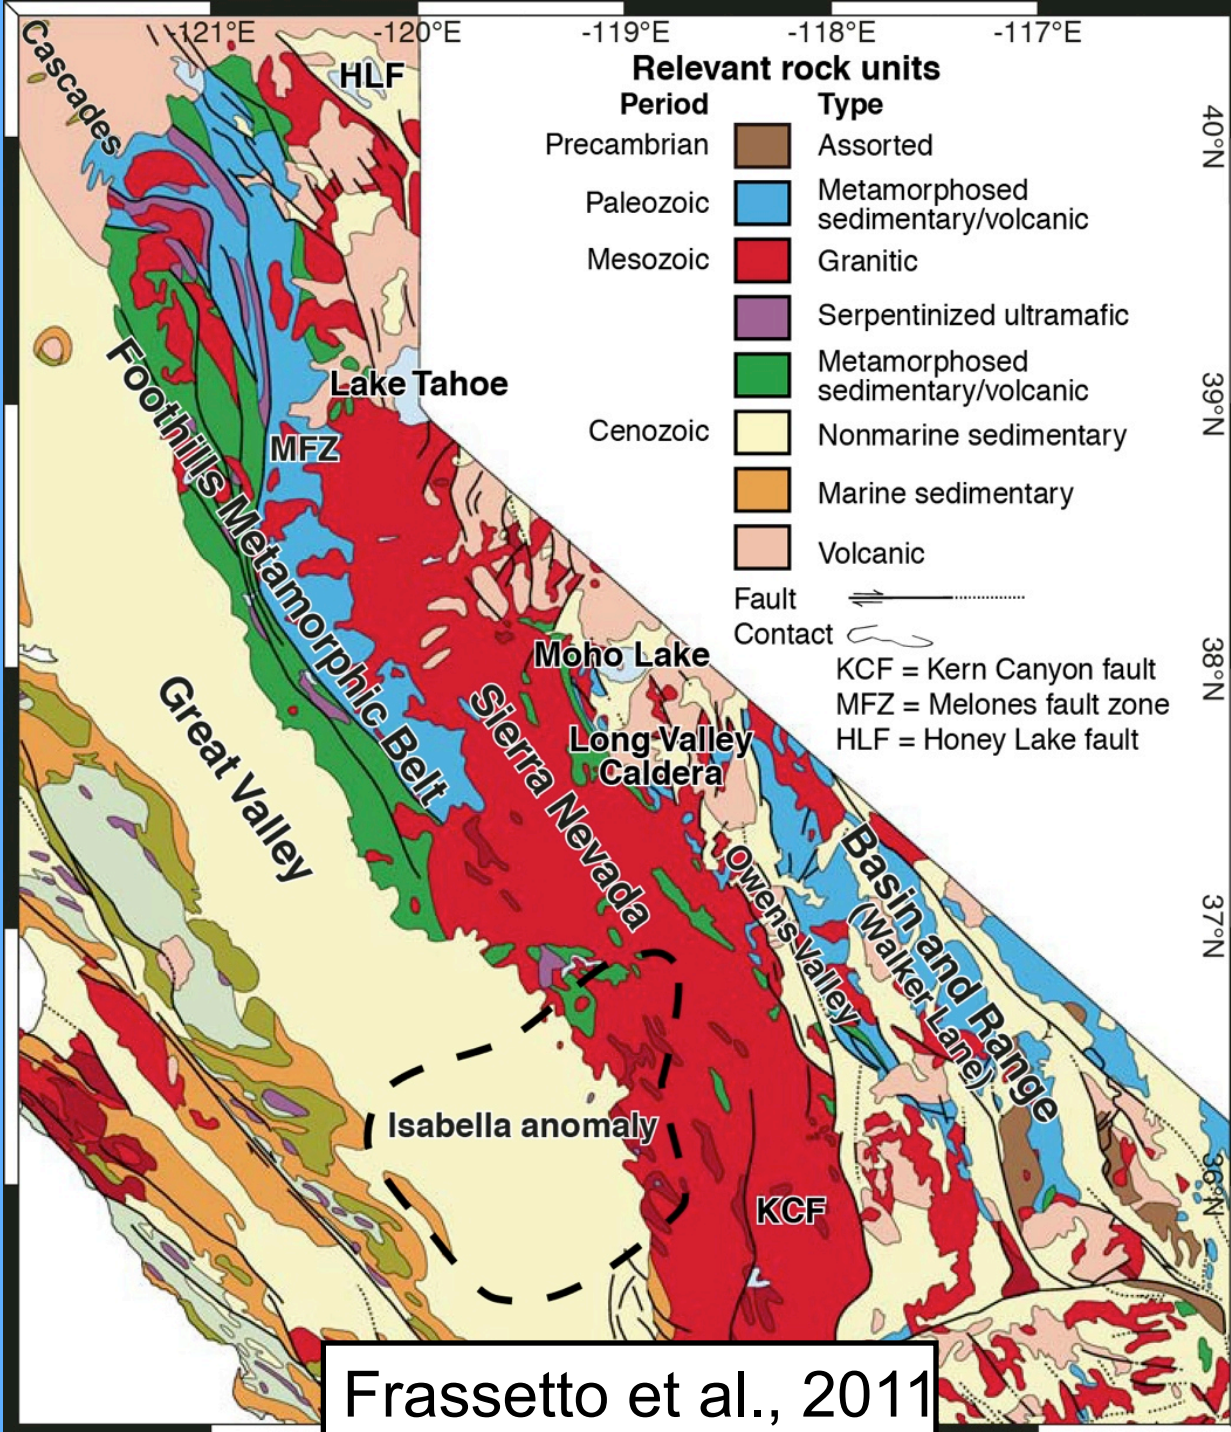 -121°E
-120°E
-119°E
-118°E
-117°E
40°N
39°N
38°N
37°N
36°N
Relevant rock units
Period Type
Precambrian Assorted
Paleozoic Metamorphosed
sedimentary/volcanic
Mesozoic Granitic
Serpentinized ultramafic
Metamorphosed
sedimentary/volcanic
Cenozoic Nonmarine sedimentary
Marine sedimentary
Volcanic
Fault
Contact
KCF = Kern Canyon fault
MFZ = Melones fault zone
HLF = Honey Lake fault
Cascades
HLF
Lake Tahoe
MFZ
Foothills Metamorphic Belt
Great Valley
Sierra Nevada
Moho Lake
Long Valley
Caldera
Owens Valley
Basin and Range
(Walker Lane)
Isabella anomaly
KCF
Frassetto et al., 2011